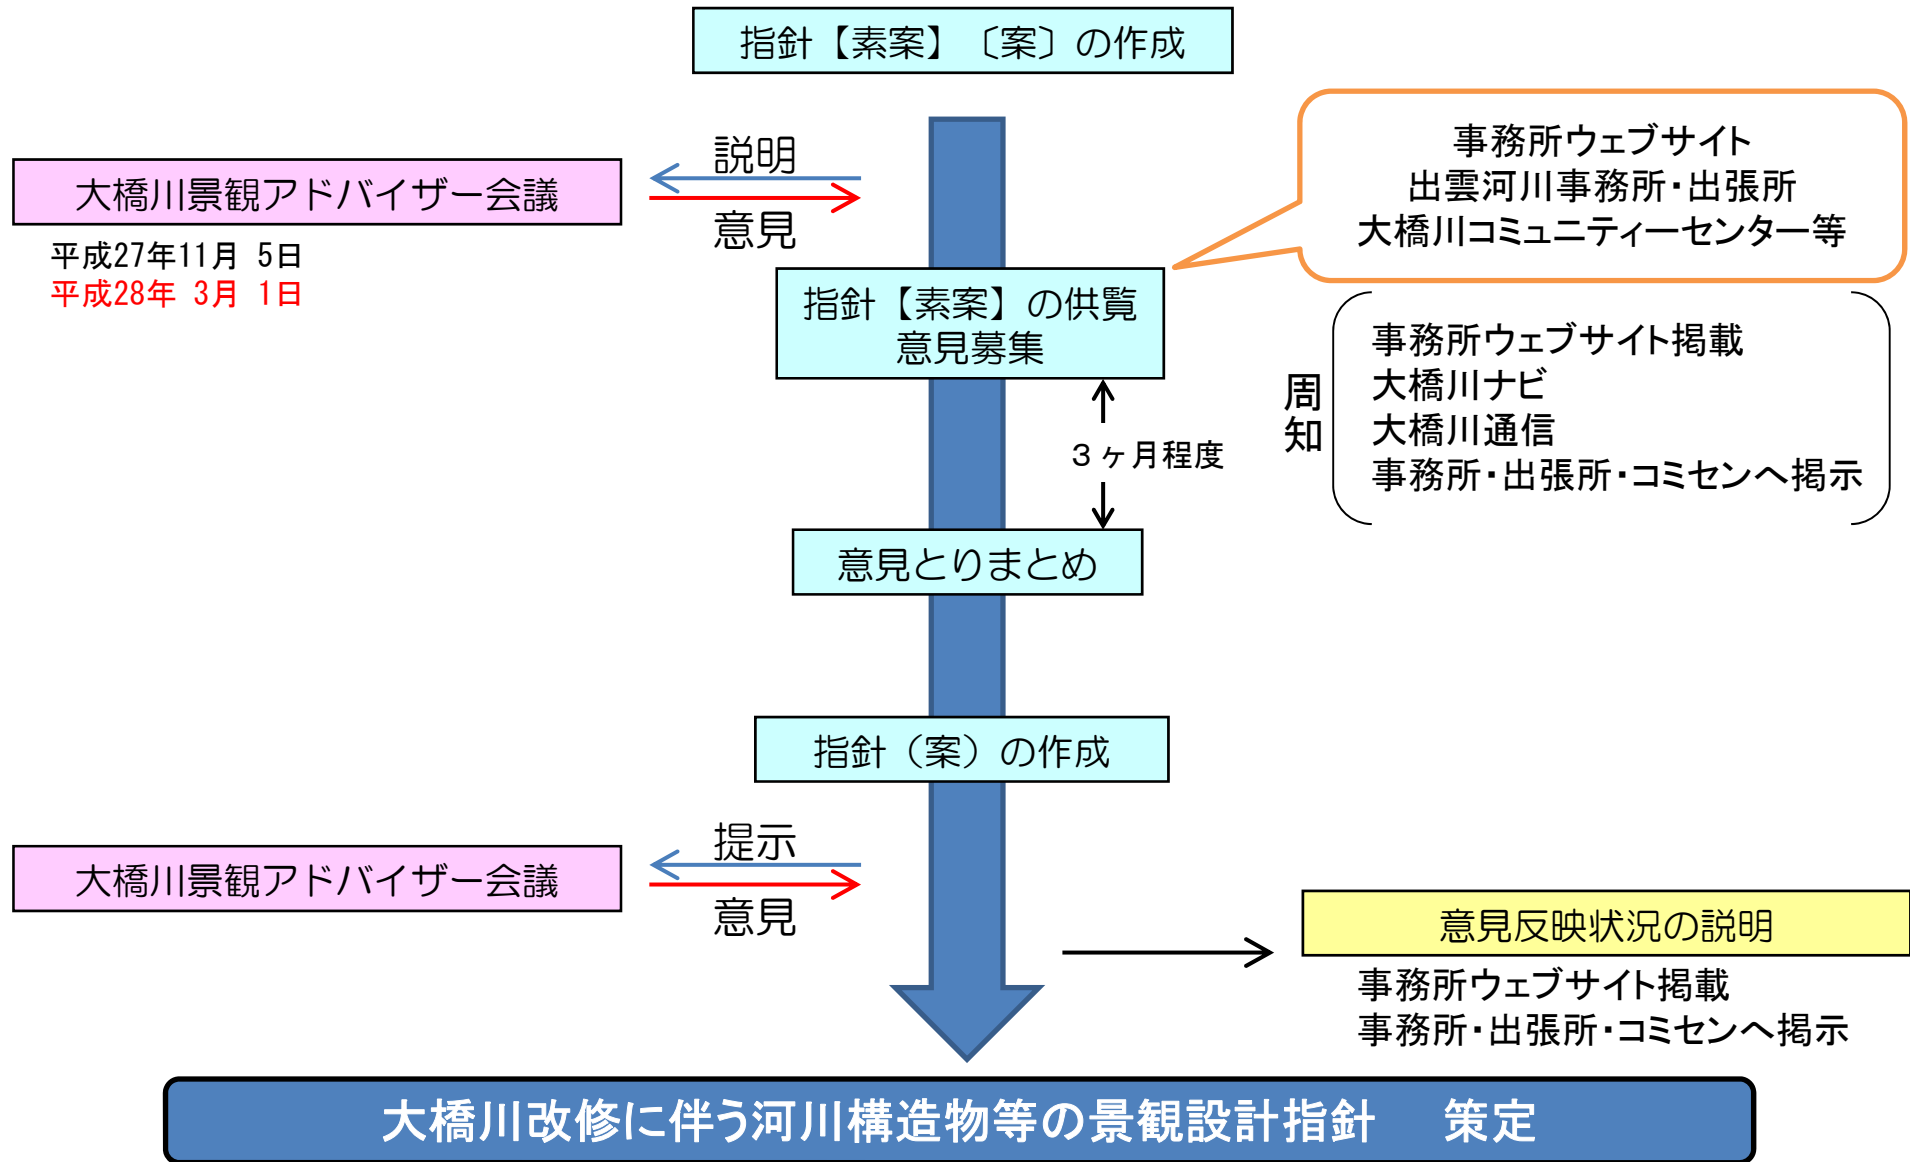 指針【素案】〔案〕の作成
説明
大橋川景観アドバイザー会議
意見
平成27年11月 5日
平成28年 3月 1日
事務所ウェブサイト
出雲河川事務所・出張所
大橋川コミュニティーセンター等
指針【素案】の供覧
意見募集
周知
事務所ウェブサイト掲載
大橋川ナビ
大橋川通信
事務所・出張所・コミセンへ掲示
３ヶ月程度
意見とりまとめ
指針（案）の作成
提示
大橋川景観アドバイザー会議
意見
意見反映状況の説明
事務所ウェブサイト掲載
事務所・出張所・コミセンへ掲示
大橋川改修に伴う河川構造物等の景観設計指針　策定